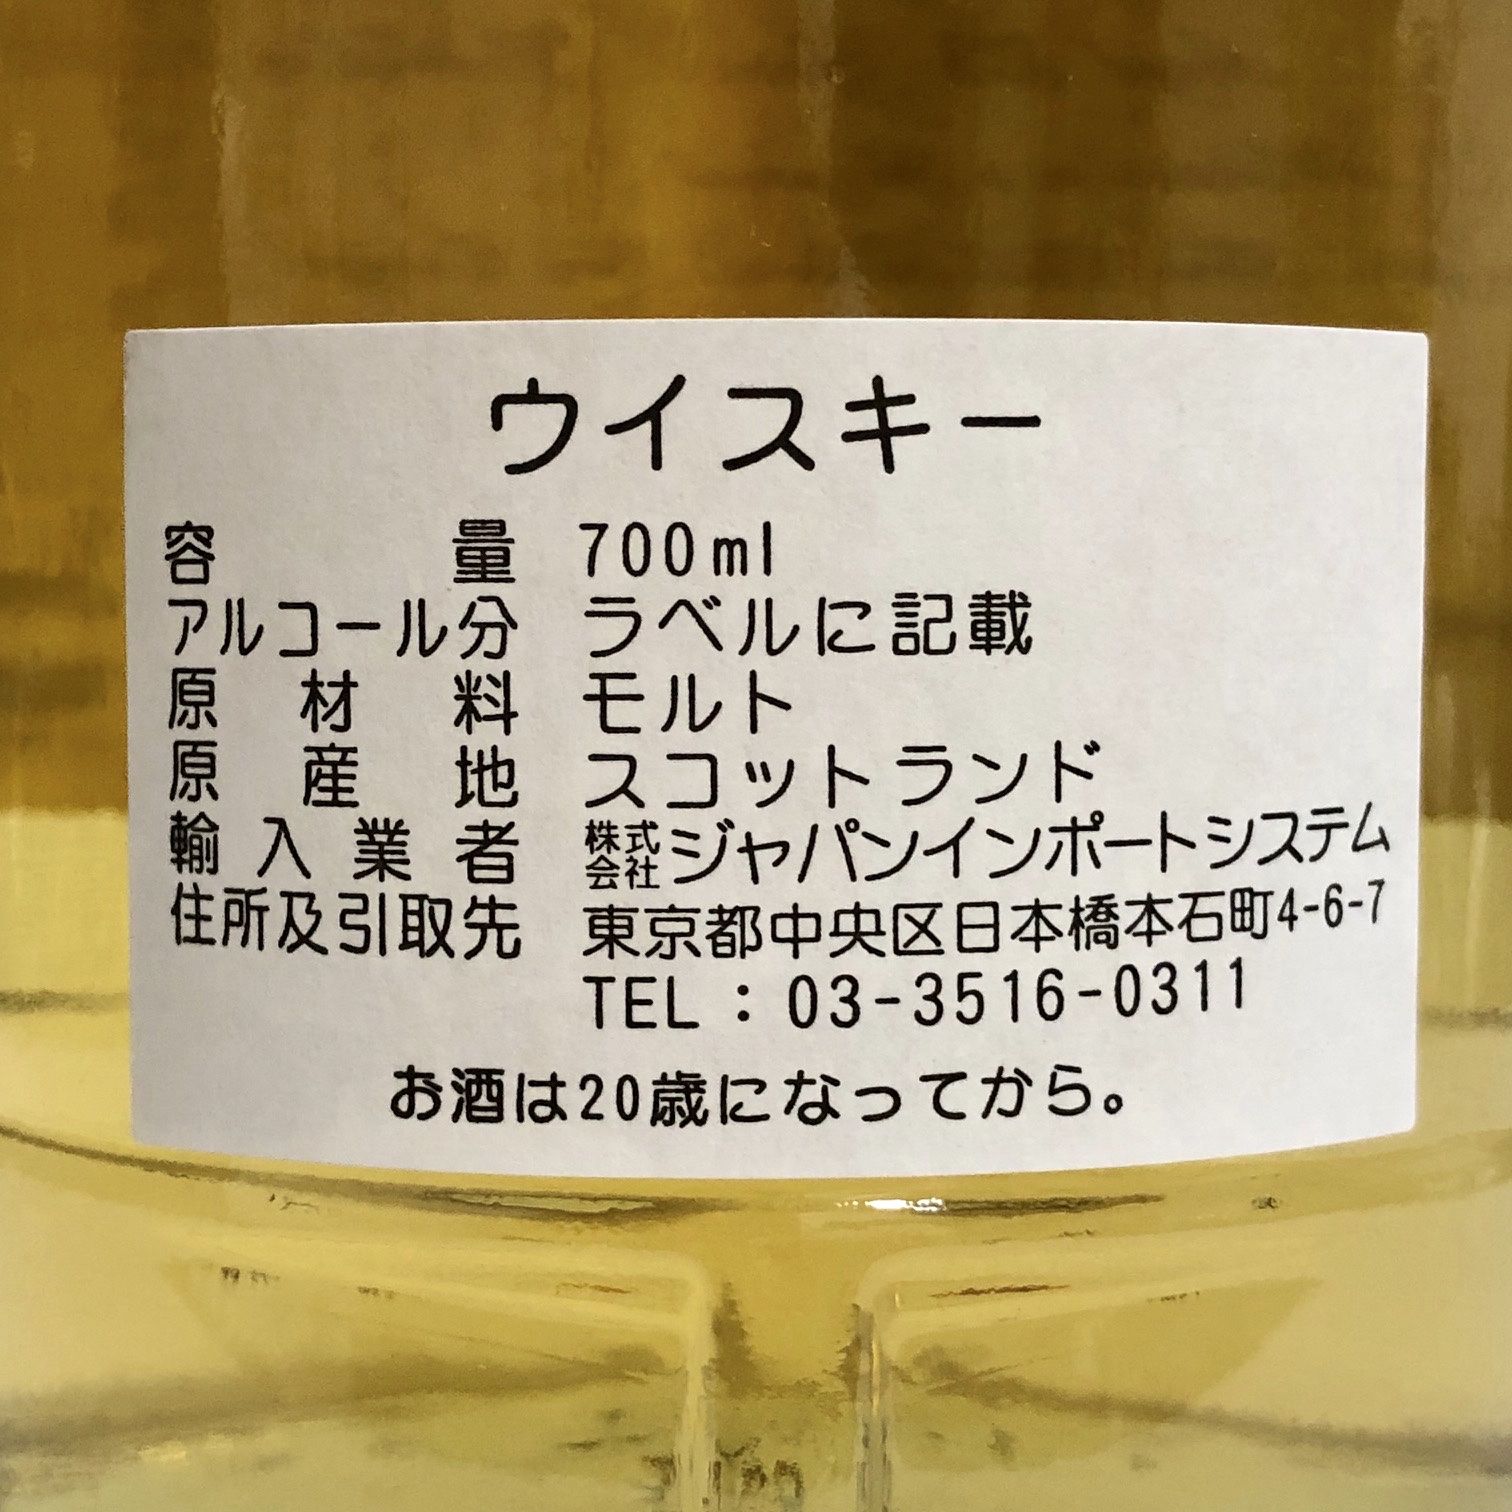 ウイスキー
容量 700ml
アルコール分 ラベルに記載
原材料 モルト
原産地 スコットランド
輸入業者 株式会社ジャパンインポートシステム
住所及引取先 東京都中央区日本橋本石町4-6-7
TEL：03-3516-0311
お酒は20歳になってから。